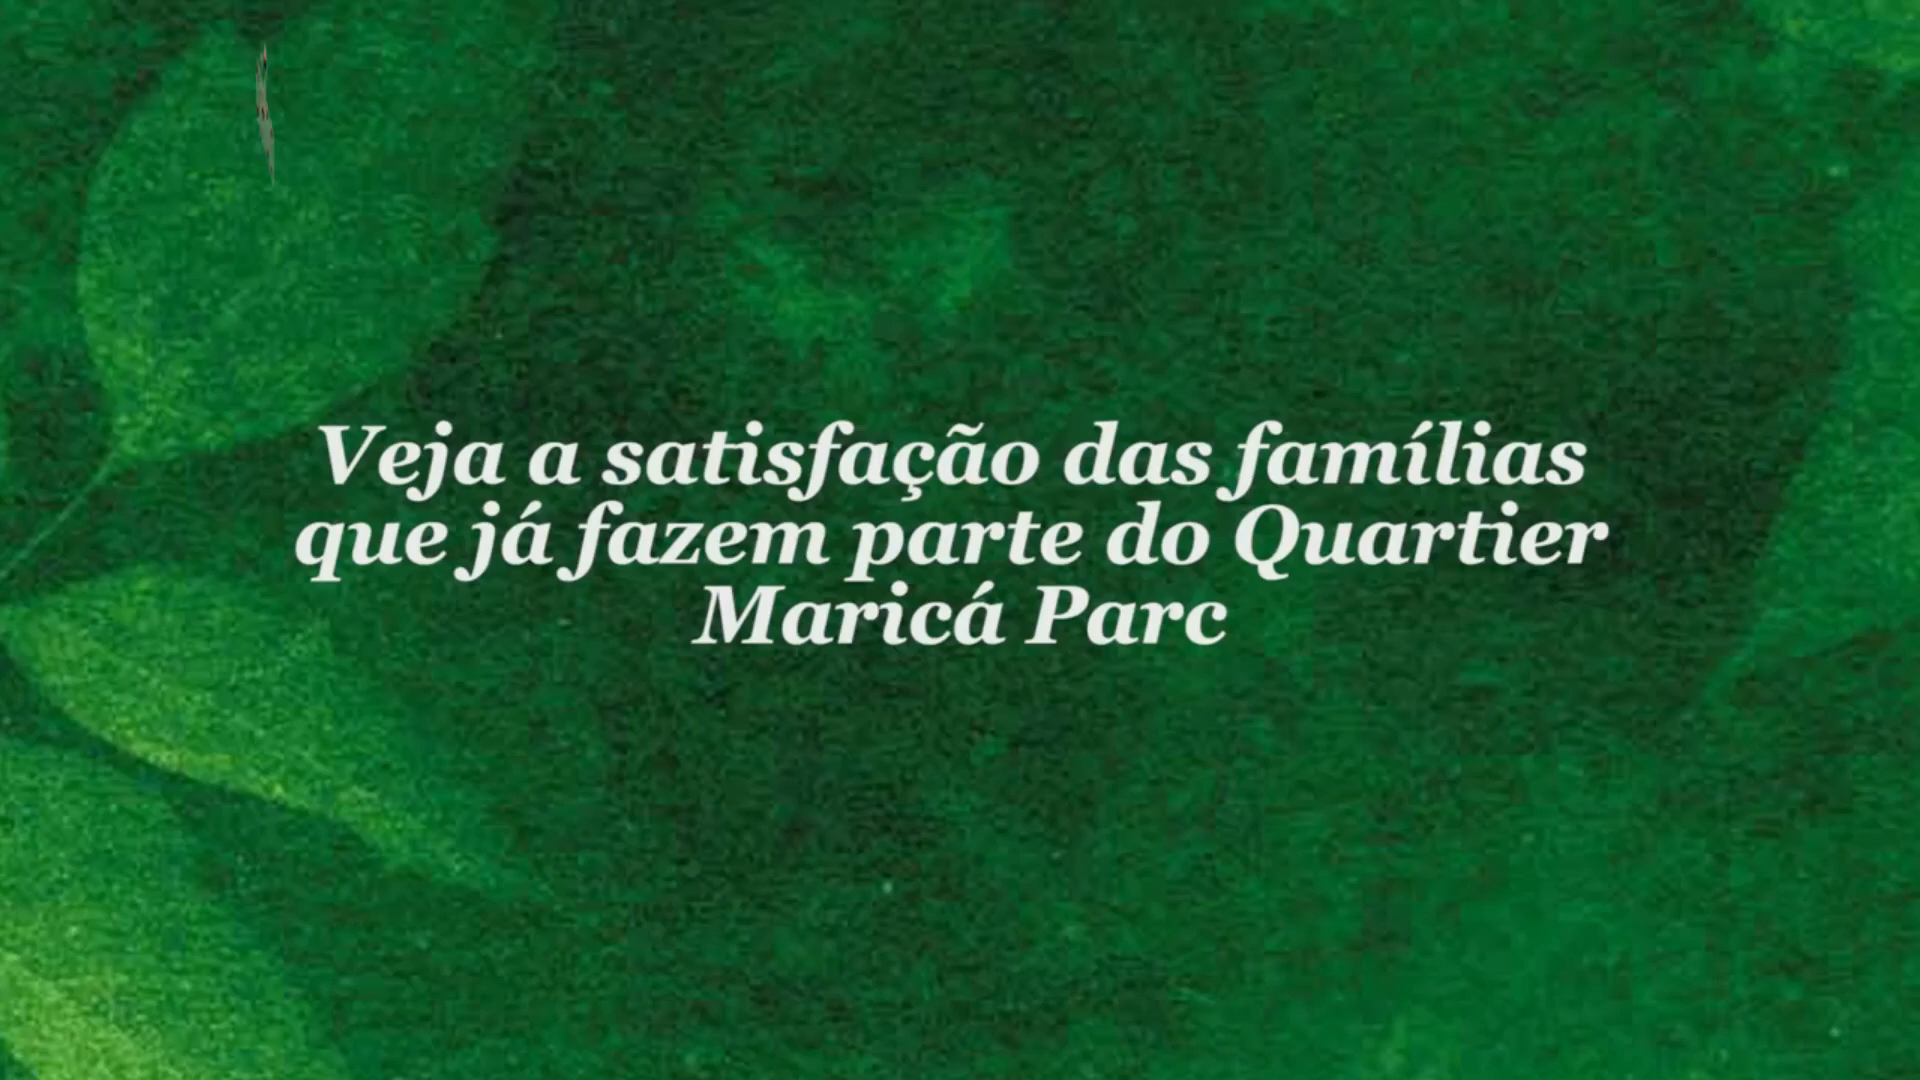 Veja a satisfação das famílias
que já fazem parte do Quartier
Maricá Parc